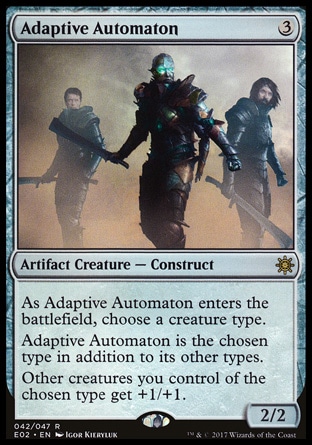 Adaptive Automaton 3
Artifact Creature — Construct
As Adaptive Automaton enters the
battlefield, choose a creature type.
Adaptive Automaton is the chosen
type in addition to its other types.
Other creatures you control of the
chosen type get +1/+1.
2/2
042/047 R
E02 • EN Igor Kieryluk
™ & © 2017 Wizards of the Coast